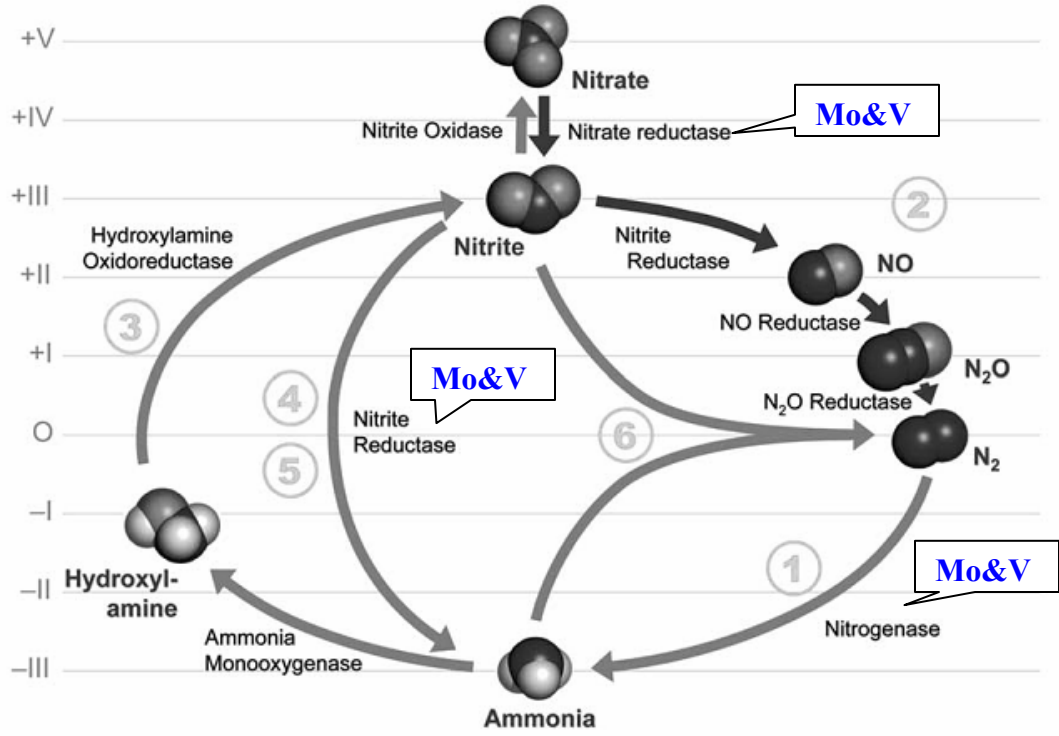 +V
Nitrate
+IV
Nitrite Oxidase
Nitrate reductase
Mo&V
+III
Nitrite
Hydroxylamine
Oxidoreductase
Nitrite
Reductase
②
+II
NO
③
NO Reductase
+I
N₂O
Mo&V
④
Nitrite
Reductase
N₂O Reductase
O
⑤
⑥
N₂
–I
Hydroxyl-
amine
①
Mo&V
–II
Nitrogenase
Ammonia
Monooxygenase
–III
Ammonia